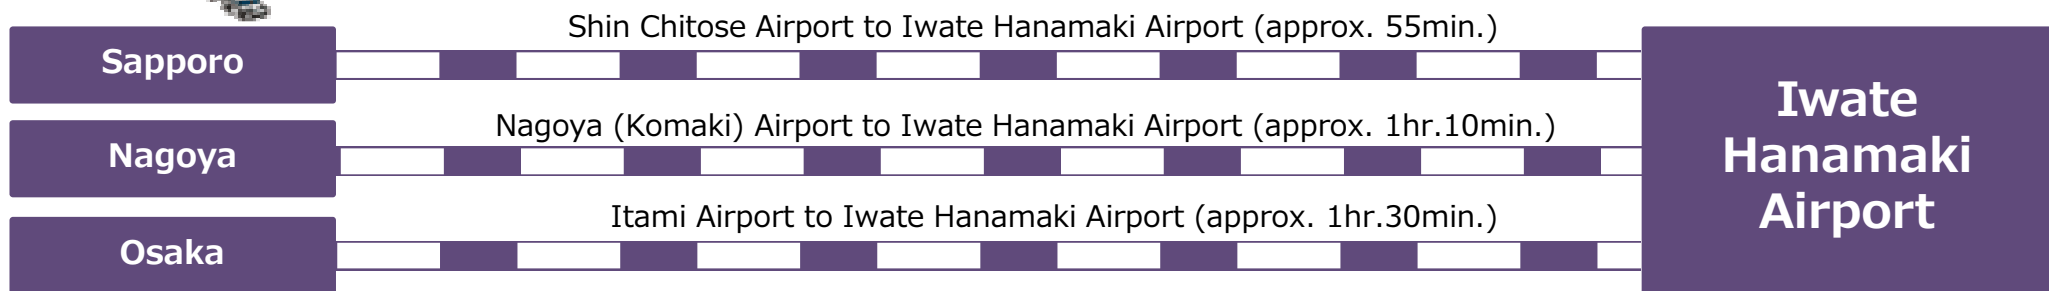 Shin Chitose Airport to Iwate Hanamaki Airport (approx. 55min.)
Sapporo
Nagoya (Komaki) Airport to Iwate Hanamaki Airport (approx. 1hr.10min.)
Nagoya
Itami Airport to Iwate Hanamaki Airport (approx. 1hr.30min.)
Osaka
Iwate
Hanamaki
Airport